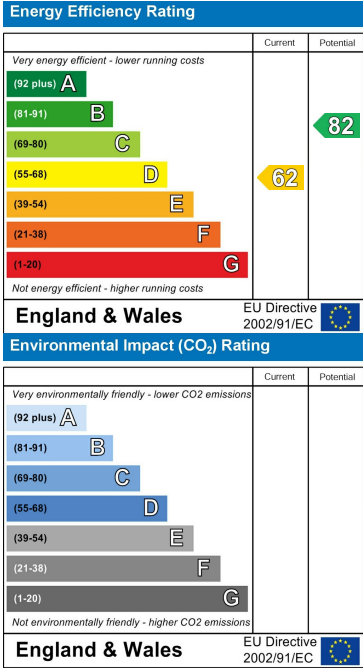 Energy Efficiency Rating
Current Potential
Very energy efficient - lower running costs
(92 plus) A
(81-91) B
82
(69-80) C
(55-68) D
62
(39-54) E
(21-38) F
(1-20) G
Not energy efficient - higher running costs
England & Wales
EU Directive
2002/91/EC
Environmental Impact (CO₂) Rating
Current Potential
Very environmentally friendly - lower CO2 emissions
(92 plus) A
(81-91) B
(69-80) C
(55-68) D
(39-54) E
(21-38) F
(1-20) G
Not environmentally friendly - higher CO2 emissions
England & Wales
EU Directive
2002/91/EC